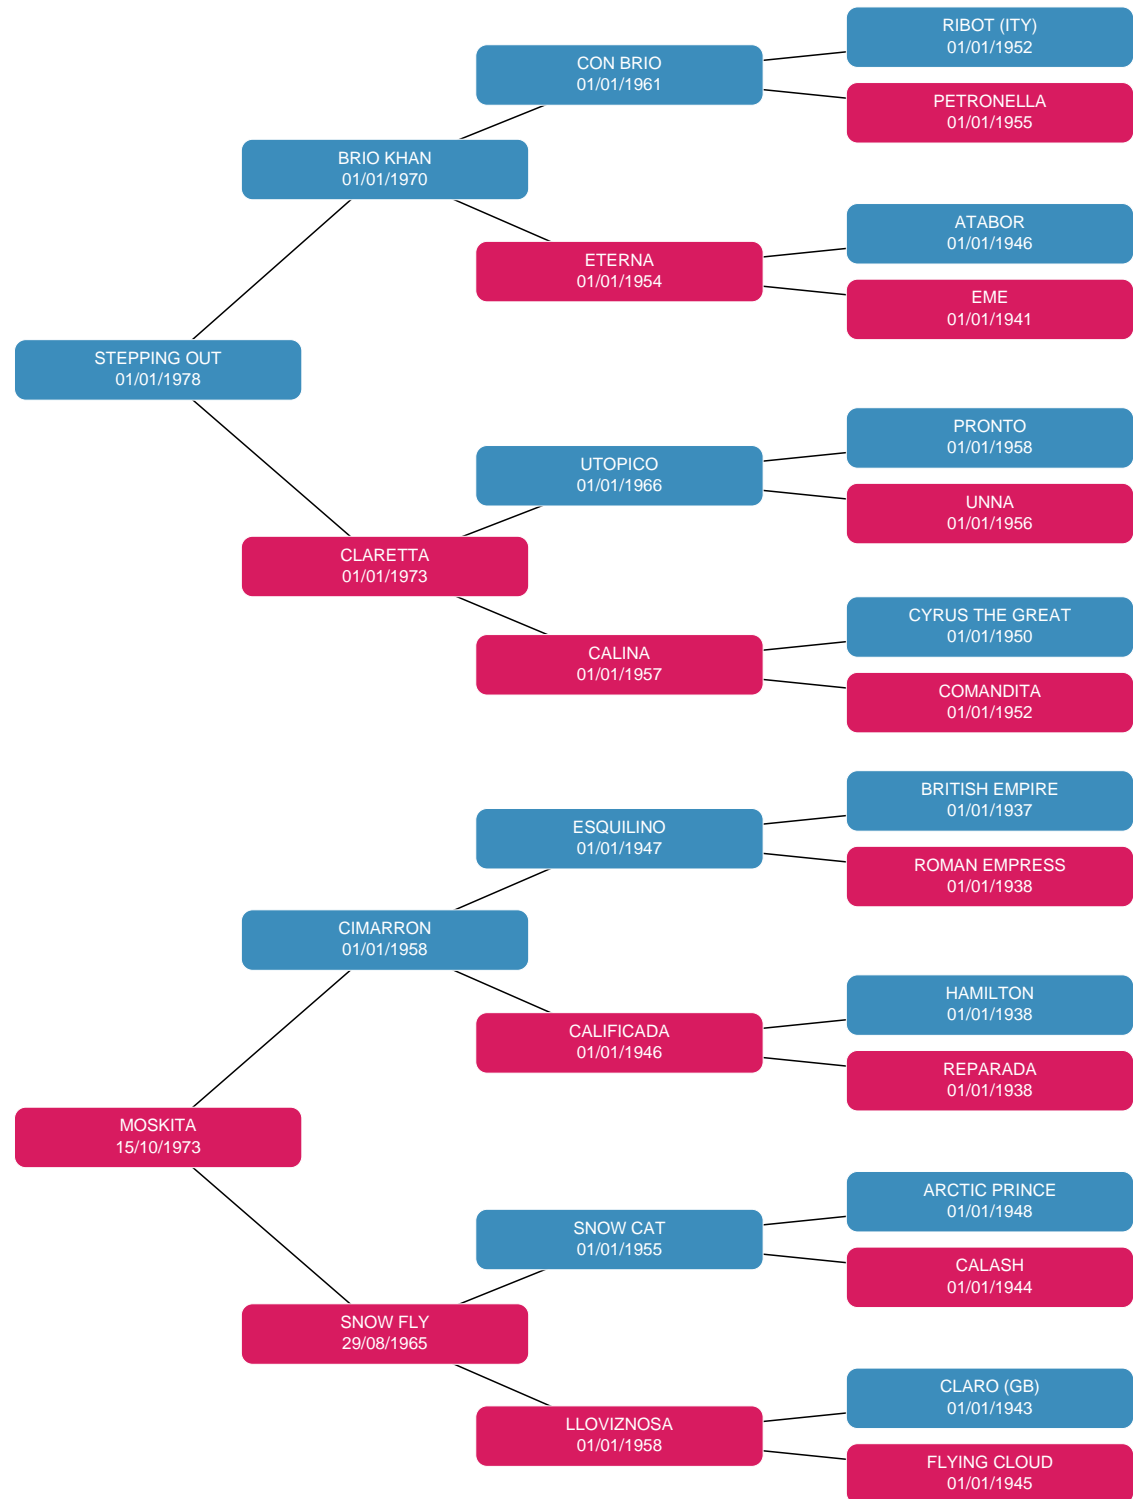 RIBOT (ITY)
01/01/1952
CON BRIO
01/01/1961
PETRONELLA
01/01/1955
BRIO KHAN
01/01/1970
ATABOR
01/01/1946
ETERNA
01/01/1954
EME
01/01/1941
STEPPING OUT
01/01/1978
PRONTO
01/01/1958
UTOPICO
01/01/1966
UNNA
01/01/1956
CLARETTA
01/01/1973
CYRUS THE GREAT
01/01/1950
CALINA
01/01/1957
COMANDITA
01/01/1952
BRITISH EMPIRE
01/01/1937
ESQUILINO
01/01/1947
ROMAN EMPRESS
01/01/1938
CIMARRON
01/01/1958
HAMILTON
01/01/1938
CALIFICADA
01/01/1946
REPARADA
01/01/1938
MOSKITA
15/10/1973
ARCTIC PRINCE
01/01/1948
SNOW CAT
01/01/1955
CALASH
01/01/1944
SNOW FLY
29/08/1965
CLARO (GB)
01/01/1943
LLOVIZNOSA
01/01/1958
FLYING CLOUD
01/01/1945